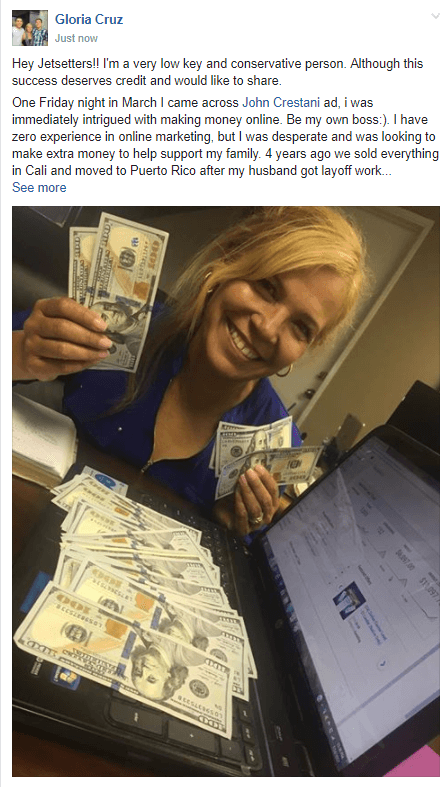 Gloria Cruz
Just now
Hey Jetsetters!! I'm a very low key and conservative person. Although this
success deserves credit and would like to share.
One Friday night in March I came across John Crestani ad, i was
immediately intrigued with making money online. Be my own boss:). I have
zero experience in online marketing, but I was desperate and was looking to
make extra money to help support my family. 4 years ago we sold everything
in Cali and moved to Puerto Rico after my husband got layoff work...
See more
100
100